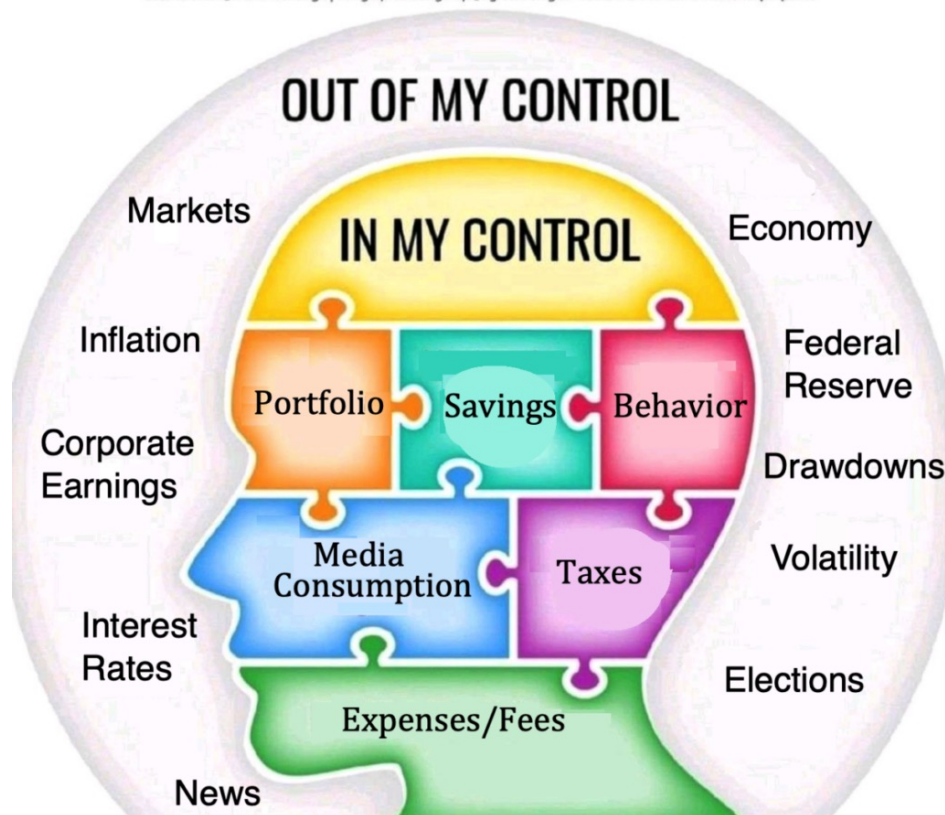 OUT OF MY CONTROL
IN MY CONTROL
Markets
Economy
Inflation
Federal
Reserve
Portfolio
Savings
Behavior
Corporate
Earnings
Drawdowns
Media
Consumption
Taxes
Volatility
Interest
Rates
Elections
Expenses/Fees
News